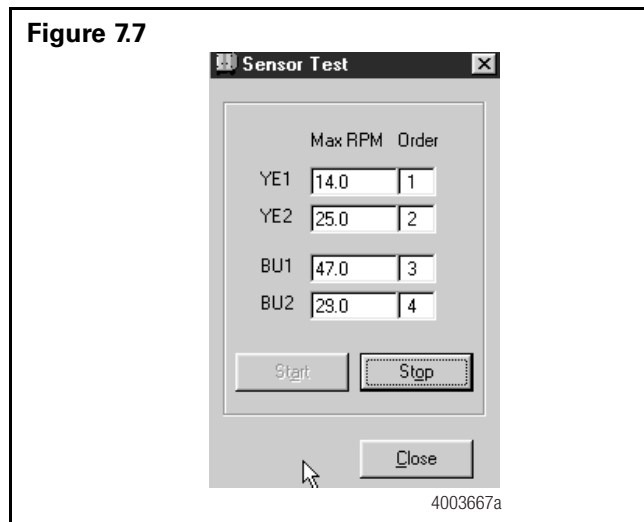 Figure 7.7
Sensor Test
Max RPM Order
YE1 14.0 1
YE2 25.0 2
BU1 47.0 3
BU2 29.0 4
Start Stop
Close
4003667a